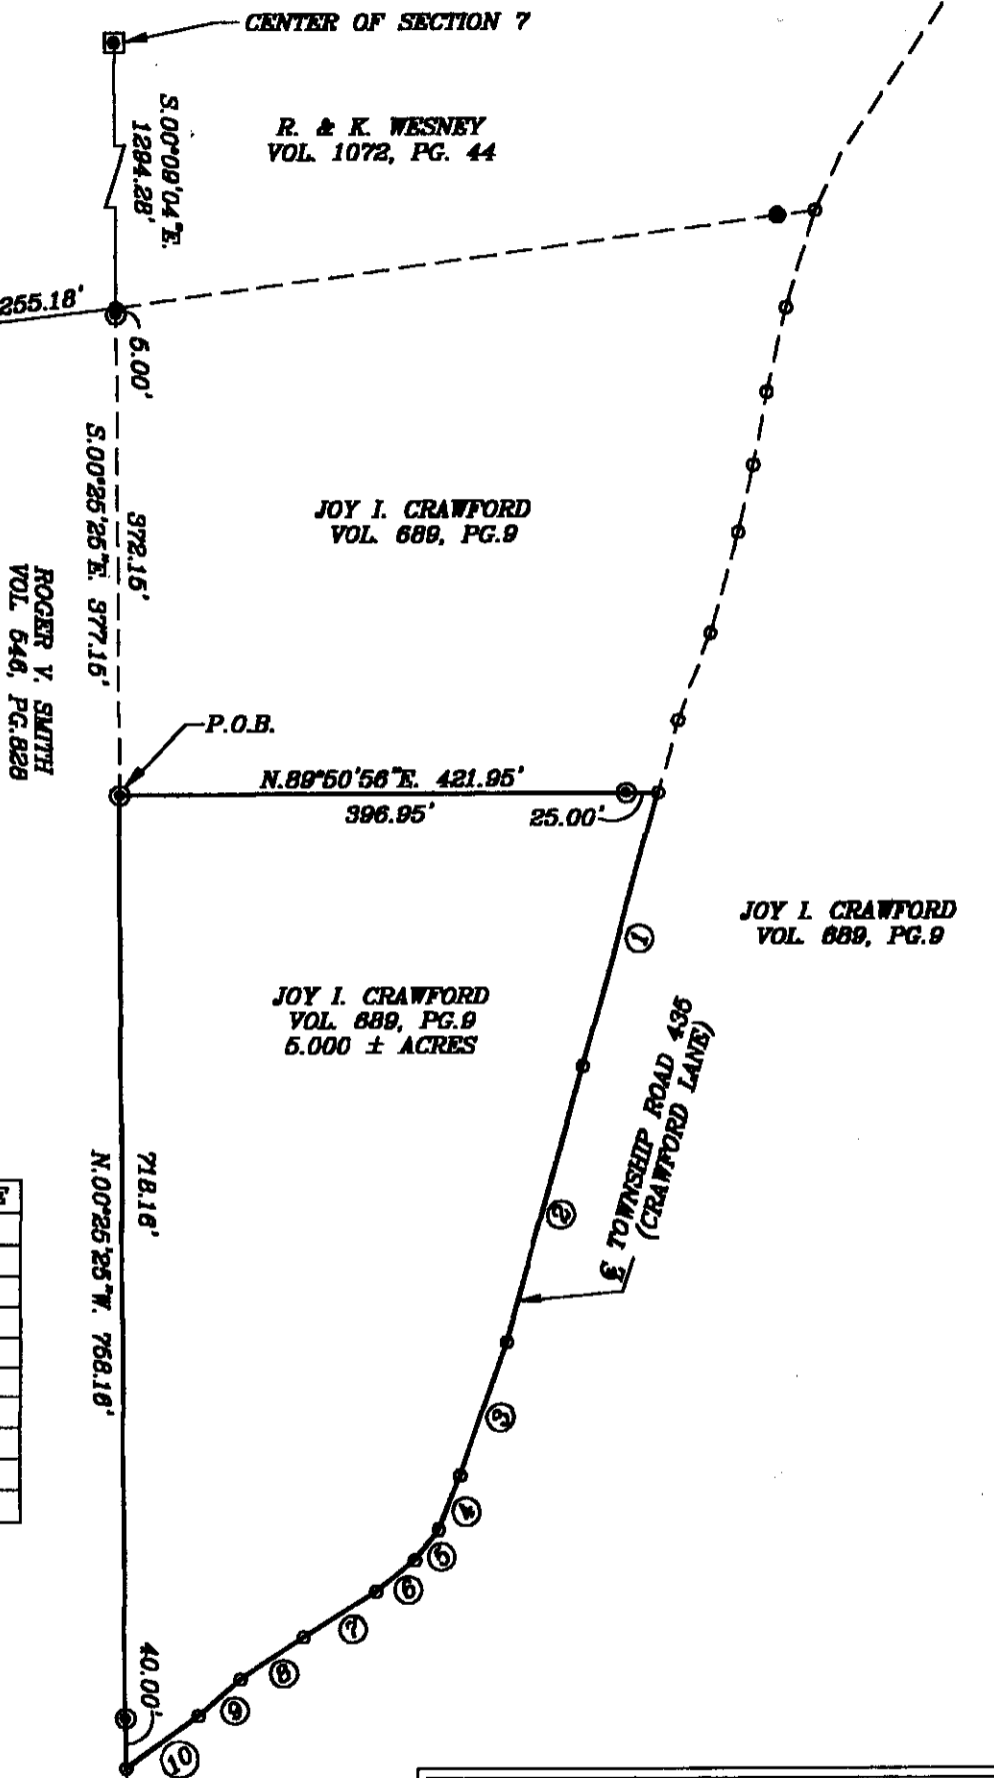 CENTER OF SECTION 7
R. & K. WESNEY
VOL. 1072, PG. 44
S.00°09'04"E.
1294.28'
255.18'
5.00'
372.15'
S.00°25'25"E. 377.15'
JOY I. CRAWFORD
VOL. 689, PG.9
ROGER V. SMITH
VOL. 546, PG.828
P.O.B.
N.89°50'56"E. 421.95'
396.95'
25.00'
JOY I. CRAWFORD
VOL. 689, PG.9
1
JOY I. CRAWFORD
VOL. 689, PG.9
5.000 ± ACRES
℄ TOWNSHIP ROAD 435
(CRAWFORD LANE)
2
718.16'
N.00°25'25"W. 758.16'
3
4
5
6
7
8
9
40.00'
10